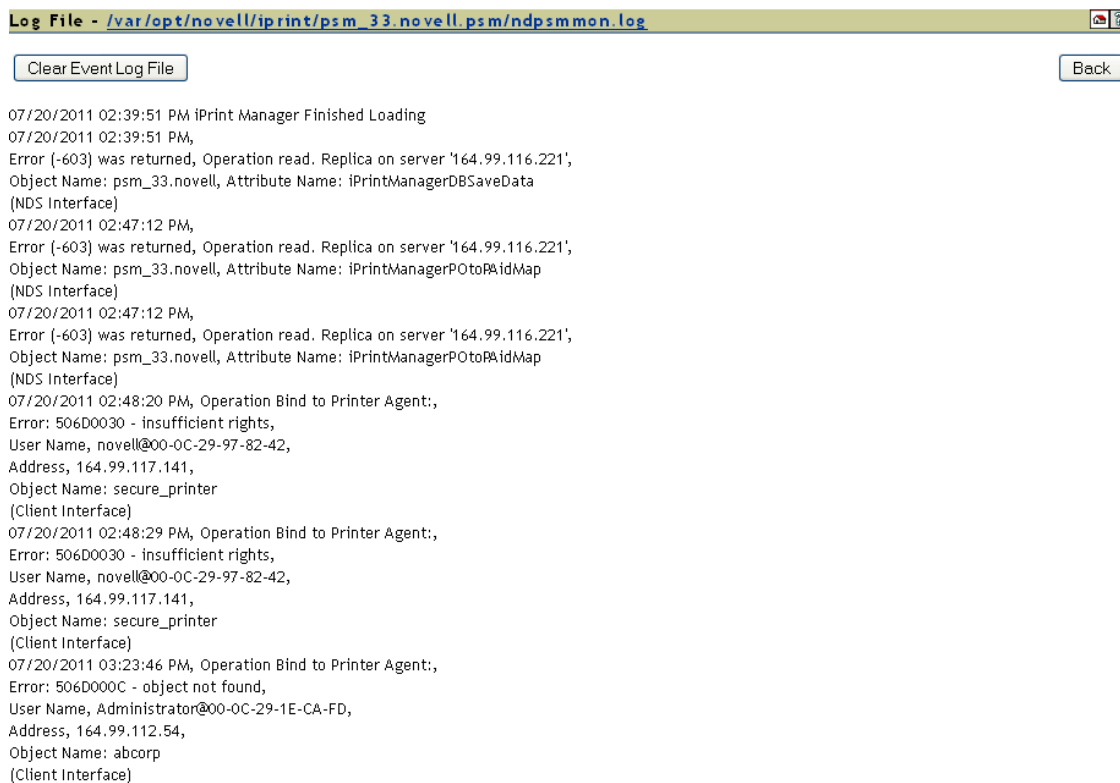 Log File - /var/opt/novell/iprint/psm_33.novell.psm/ndpsmmon.log
Clear Event Log File
Back
07/20/2011 02:39:51 PM iPrint Manager Finished Loading
07/20/2011 02:39:51 PM,
Error (-603) was returned, Operation read. Replica on server '164.99.116.221',
Object Name: psm_33.novell, Attribute Name: iPrintManagerDBSaveData
(NDS Interface)
07/20/2011 02:47:12 PM,
Error (-603) was returned, Operation read. Replica on server '164.99.116.221',
Object Name: psm_33.novell, Attribute Name: iPrintManagerPOtoPAidMap
(NDS Interface)
07/20/2011 02:47:12 PM,
Error (-603) was returned, Operation read. Replica on server '164.99.116.221',
Object Name: psm_33.novell, Attribute Name: iPrintManagerPOtoPAidMap
(NDS Interface)
07/20/2011 02:48:20 PM, Operation Bind to Printer Agent:,
Error: 506D0030 - insufficient rights,
User Name, novell@00-0C-29-97-82-42,
Address, 164.99.117.141,
Object Name: secure_printer
(Client Interface)
07/20/2011 02:48:29 PM, Operation Bind to Printer Agent:,
Error: 506D0030 - insufficient rights,
User Name, novell@00-0C-29-97-82-42,
Address, 164.99.117.141,
Object Name: secure_printer
(Client Interface)
07/20/2011 03:23:46 PM, Operation Bind to Printer Agent:,
Error: 506D000C - object not found,
User Name, Administrator@00-0C-29-1E-CA-FD,
Address, 164.99.112.54,
Object Name: abcorp
(Client Interface)